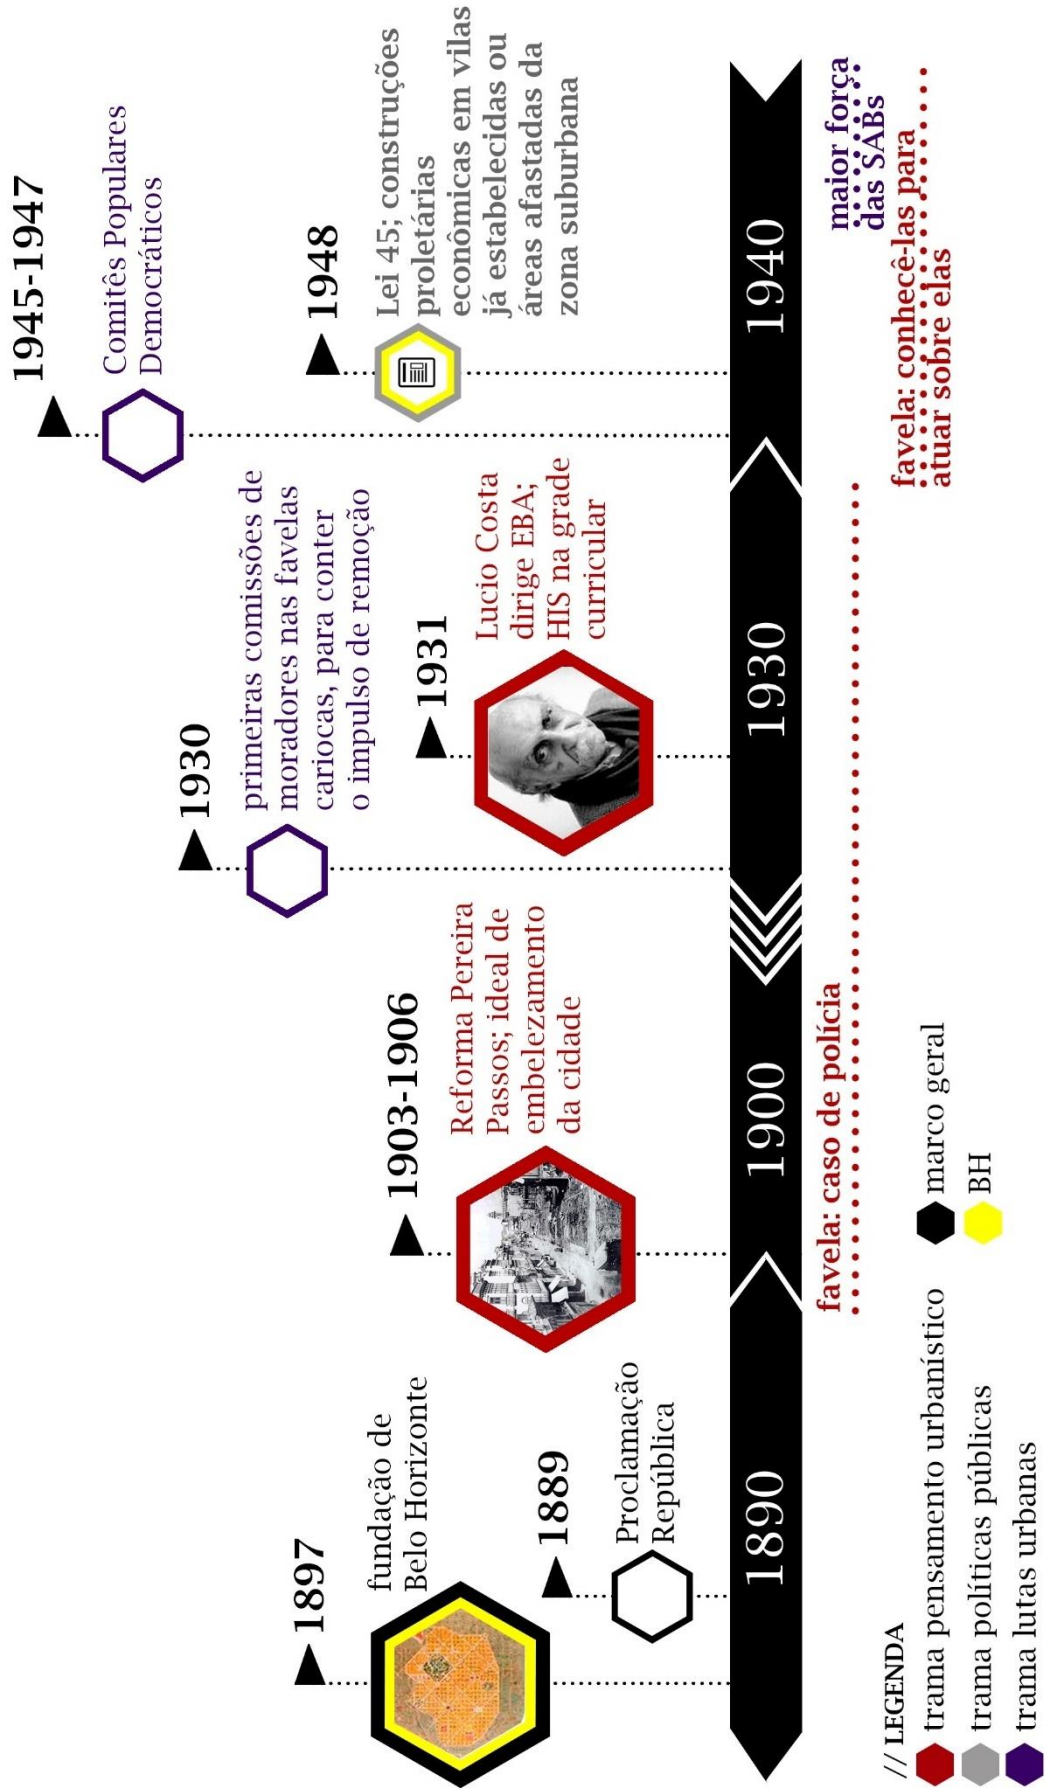 1897
fundação de
Belo Horizonte
1889
Proclamação
República
1903-1906
Reforma Pereira
Passos; ideal de
embelezamento
da cidade
1930
primeiras comissões de
moradores nas favelas
cariocas, para conter
o impulso de remoção
1931
Lucio Costa
dirige EBA;
HIS na grade
curricular
1945-1947
Comitês Populares
Democráticos
1948
Lei 45; construções
proletárias
econômicas em vilas
já estabelecidas ou
áreas afastadas da
zona suburbana
1890
1900
1930
1940
favela: caso de polícia
maior força
das SABs
favela: conhecê-las para
atuar sobre elas
// LEGENDA
trama pensamento urbanístico
trama políticas públicas
trama lutas urbanas
marco geral
BH